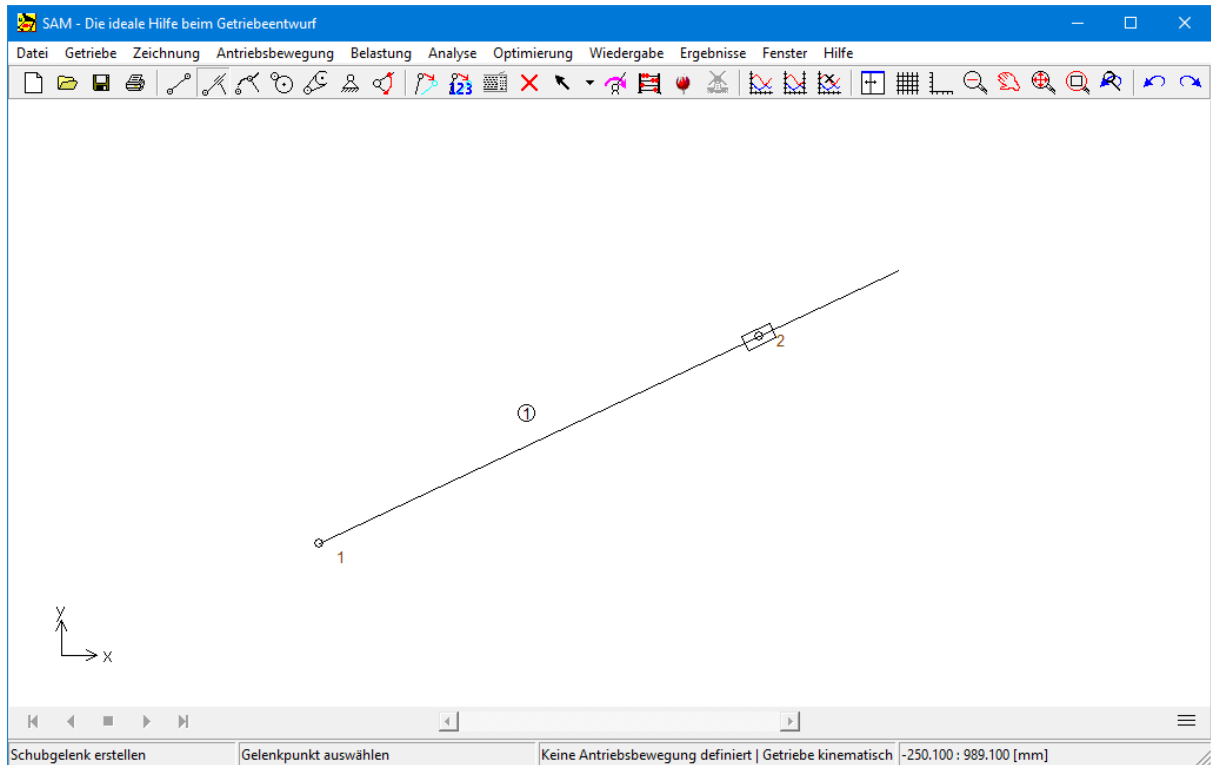 SAM - Die ideale Hilfe beim Getriebeentwurf
Datei Getriebe Zeichnung Antriebsbewegung Belastung Analyse Optimierung Wiedergabe Ergebnisse Fenster Hilfe
123
2
1
1
y
x
Schubgelenk erstellen Gelenkpunkt auswählen Keine Antriebsbewegung definiert | Getriebe kinematisch -250.100 : 989.100 [mm]